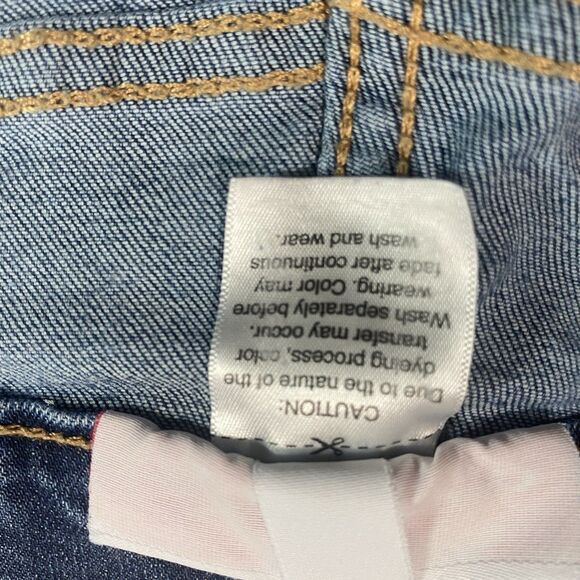 CAUTION:
Due to the nature of the
dyeing process, color
transfer may occur.
Wash separately before
wearing. Color may
fade after continuous
wash and wear.